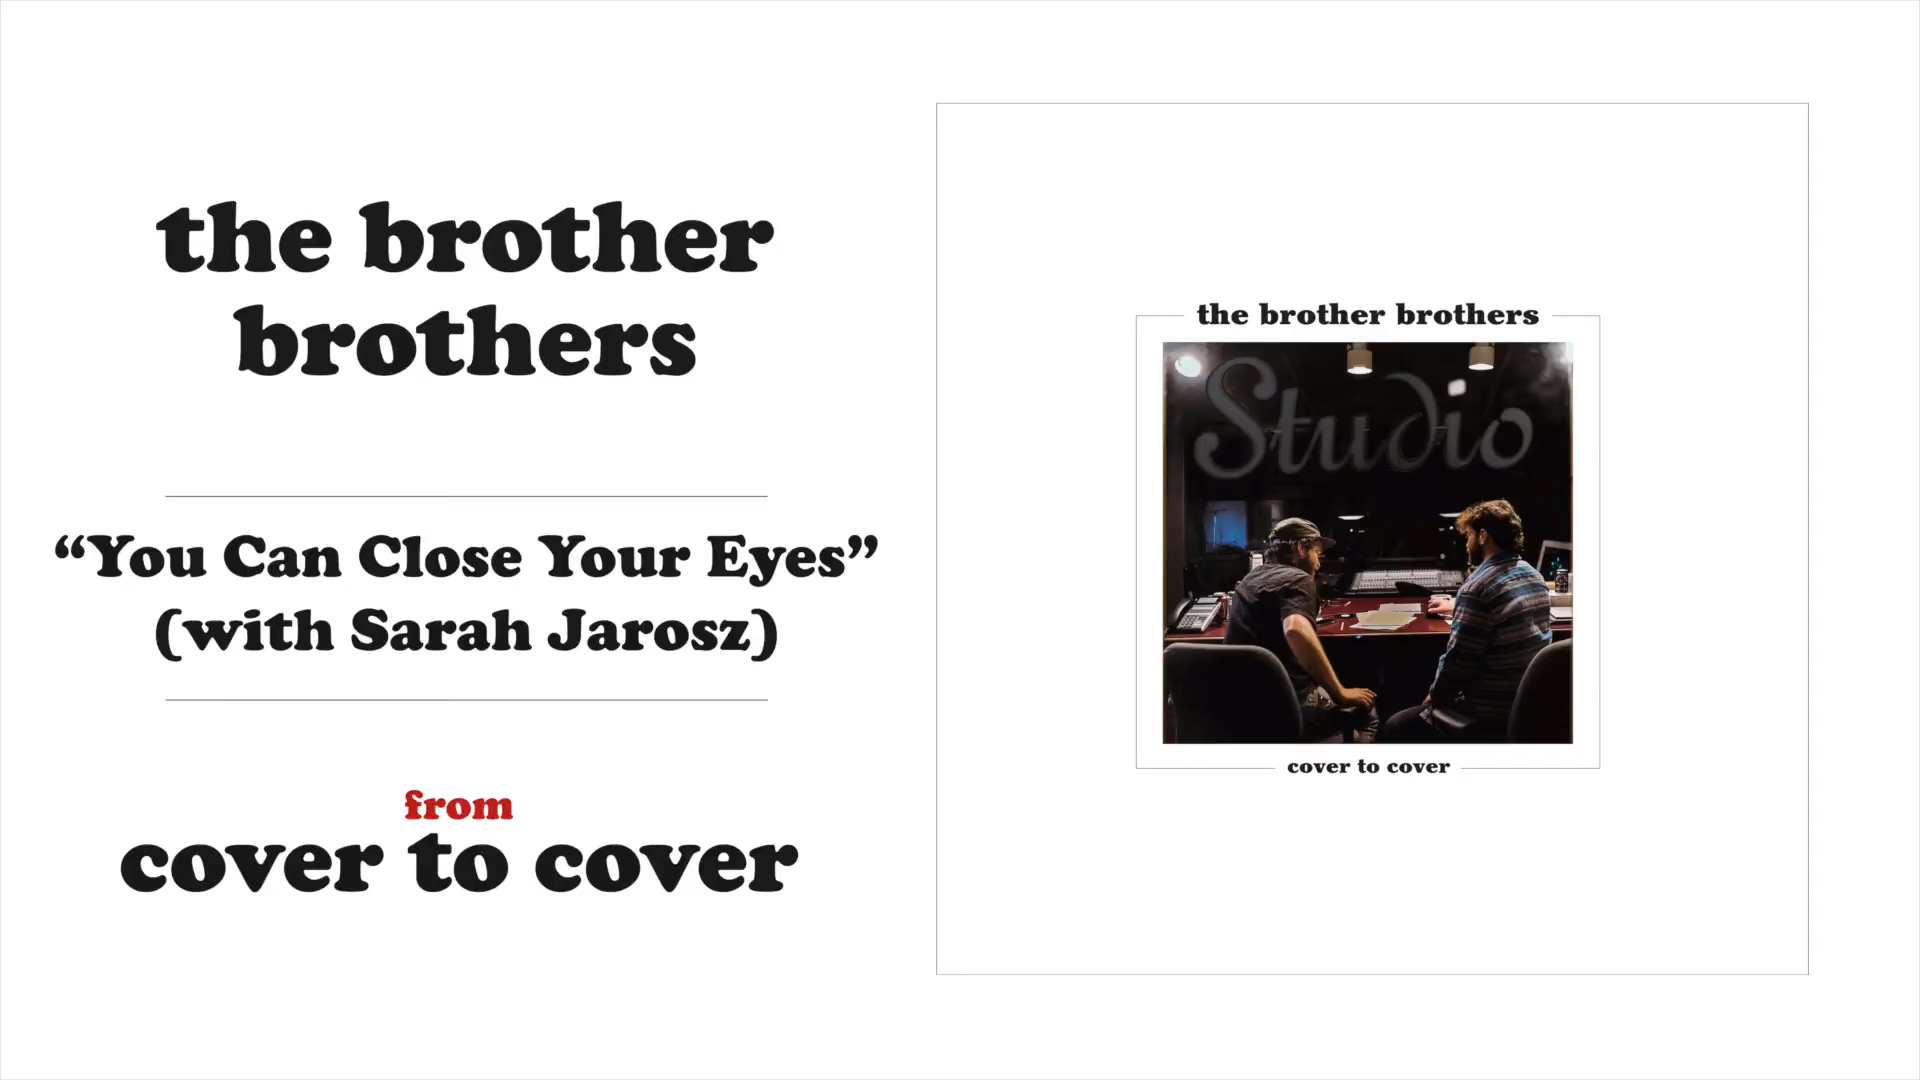 the brother
brothers
“You Can Close Your Eyes”
(with Sarah Jarosz)
from
cover to cover
the brother brothers
Studio
cover to cover